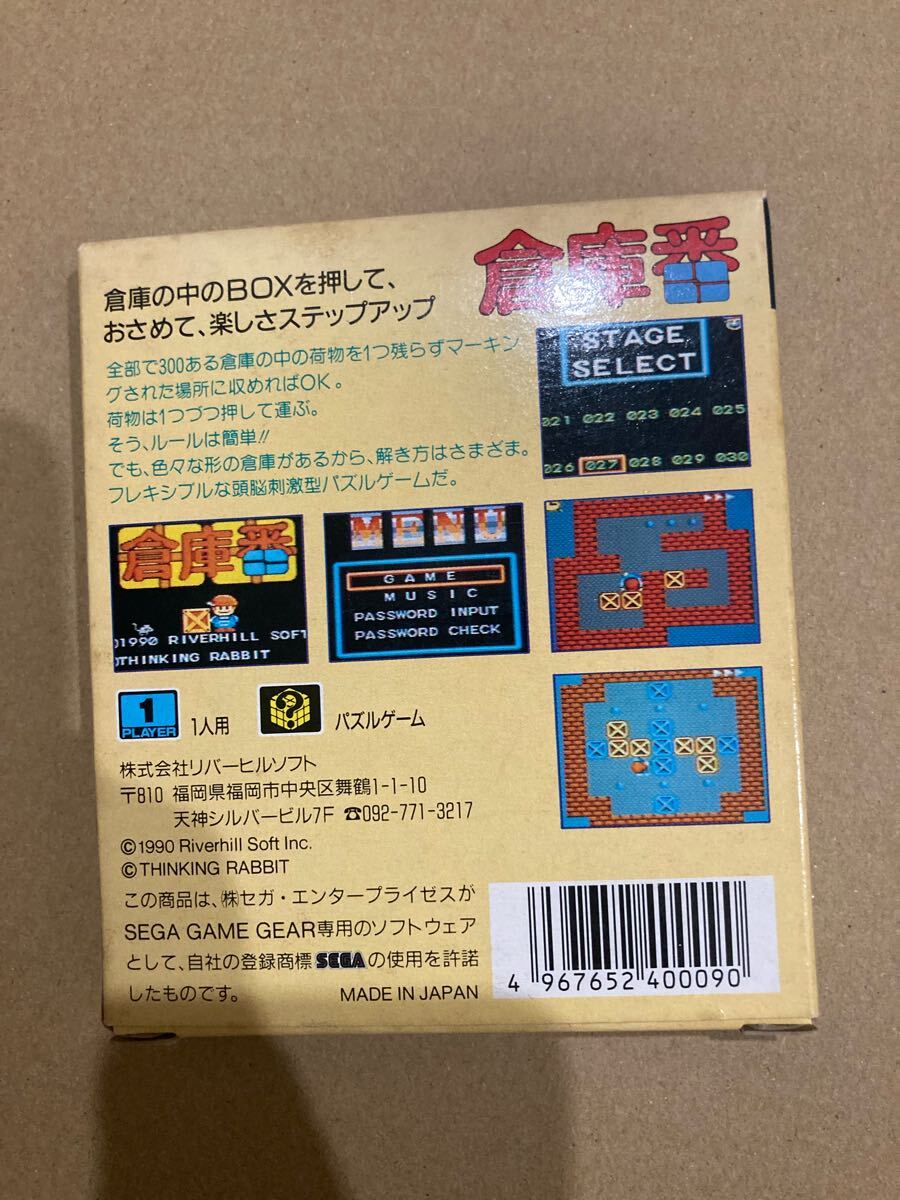 倉庫番
倉庫の中のBOXを押して、
おさめて、楽しさステップアップ
全部で300ある倉庫の中の荷物を1つ残らずマーキン
グされた場所に収めればOK。
荷物は1つづつ押して運ぶ。
そう、ルールは簡単!!
でも、色々な形の倉庫があるから、解き方はさまざま。
フレキシブルな頭脳刺激型パズルゲームだ。
STAGE
SELECT
021 022 023 024 025
026 027 028 029 030
倉庫番
1990 RIVERHILL SOFT
THINKING RABBIT
MENU
GAME
MUSIC
PASSWORD INPUT
PASSWORD CHECK
1
PLAYER
1人用
?
パズルゲーム
株式会社リバーヒルソフト
〒810 福岡県福岡市中央区舞鶴1-1-10
天神シルバービル7F ☎092-771-3217
©1990 Riverhill Soft Inc.
©THINKING RABBIT
この商品は、㈱セガ・エンタープライゼスが
SEGA GAME GEAR専用のソフトウェア
として、自社の登録商標SEGAの使用を許諾
したものです。
MADE IN JAPAN
4 967652 400090